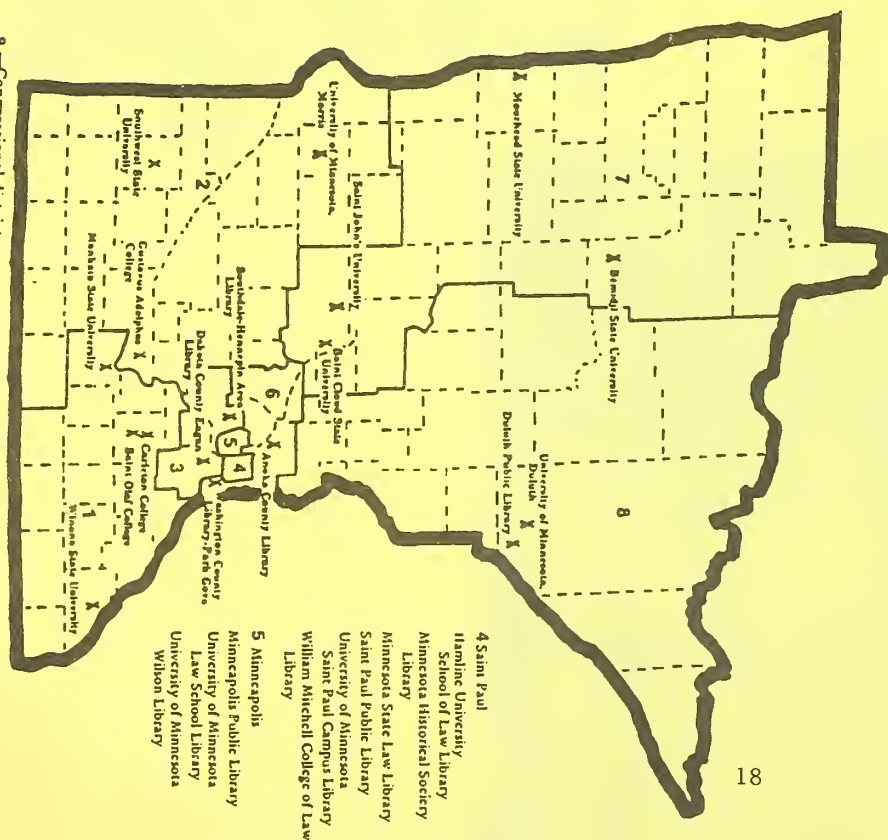 Moorhead State University
7
Bemidji State University
8
University of Minnesota,
Duluth
Duluth Public Library
University of Minnesota,
Morris
Saint John's University
Saint Cloud State
University
2
6
Anoka County Library
Southdale-Hennepin Area
Library
5
4
Washington County
Library-Park Grove
Dakota County Eagan
Library
3
Southwest State
University
Gustavus Adolphus
College
Mankato State University
Carleton College
Saint Olaf College
1
Winona State University
4 Saint Paul
Hamline University
School of Law Library
Minnesota Historical Society
Library
Minnesota State Law Library
Saint Paul Public Library
University of Minnesota
Saint Paul Campus Library
William Mitchell College of Law
Library
5 Minneapolis
Minneapolis Public Library
University of Minnesota
Law School Library
University of Minnesota
Wilson Library
18